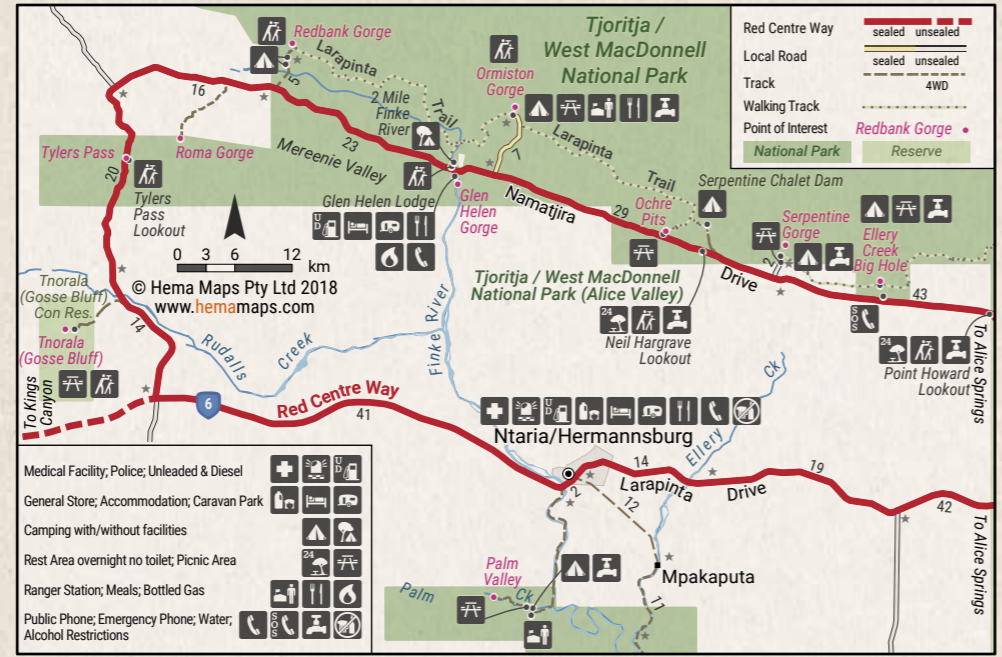 Redbank Gorge
Larapinta
Trail
5
16
23
Mereenie Valley
2 Mile
Finke
River
Ormiston
Gorge
7
Larapinta
Trail
Tjoritja /
West MacDonnell
National Park
Red Centre Way
sealed unsealed
Local Road
sealed unsealed
Track
4WD
Walking Track
Point of Interest Redbank Gorge
National Park Reserve
Tylers Pass
20
Roma Gorge
Tylers
Pass
Lookout
Glen Helen Lodge
UD
Glen
Helen
Gorge
Namatjira
29
Drive
Ochre
Pits
Serpentine Chalet Dam
Serpentine
Gorge
2
Ellery
Creek
Big Hole
43
SOS
0 3 6 12
km
© Hema Maps Pty Ltd 2018
www.hemamaps.com
Tjoritja / West MacDonnell
National Park (Alice Valley)
24
Neil Hargrave
Lookout
24
Point Howard
Lookout
To Alice Springs
Tnorala
(Gosse Bluff)
Con Res.
Tnorala
(Gosse Bluff)
14
Rudalls
Creek
Finke River
To Kings
Canyon
6
Red Centre Way
41
UD
Ntaria/Hermannsburg
Ellery
Ck
14
Larapinta
Drive
19
42
To Alice Springs
2
12
Mpakaputa
11
Palm
Valley
Palm
Ck
Medical Facility; Police; Unleaded & Diesel
UD
General Store; Accommodation; Caravan Park
Camping with/without facilities
Rest Area overnight no toilet; Picnic Area
24
Ranger Station; Meals; Bottled Gas
Public Phone; Emergency Phone; Water;
Alcohol Restrictions
SOS